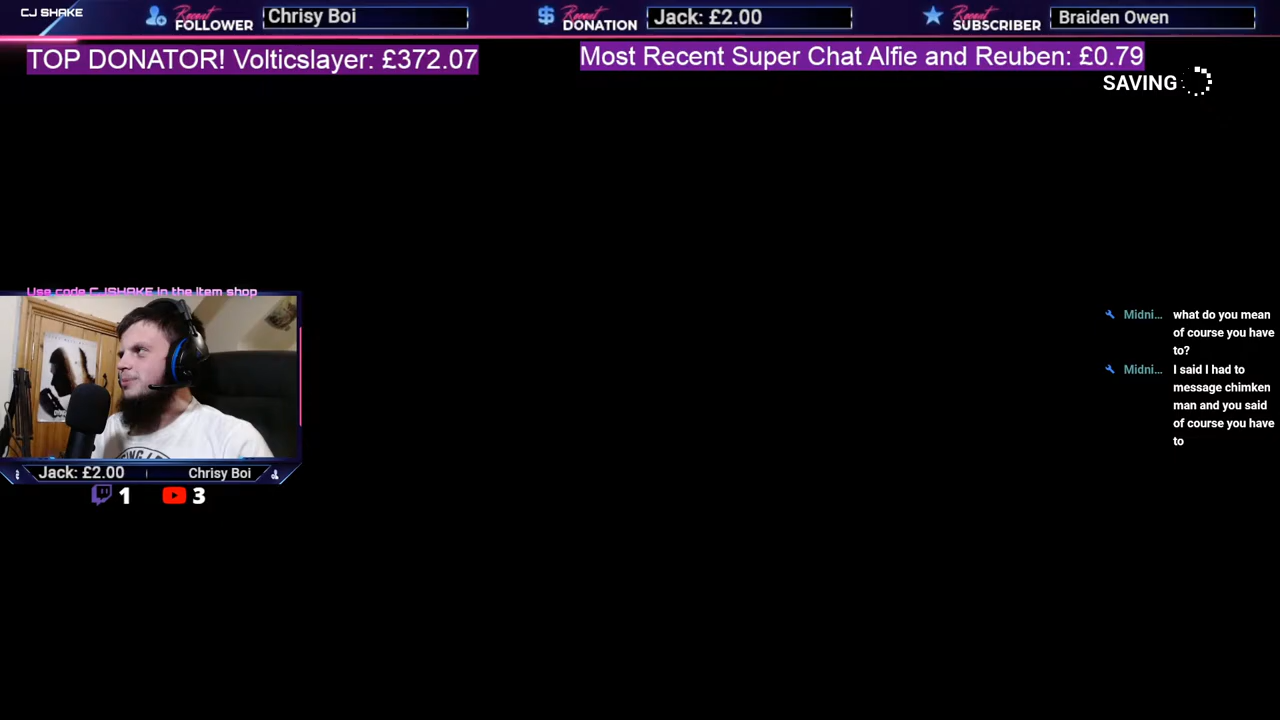 CJ SHAKE
Recent FOLLOWER Chrisy Boi
Recent DONATION Jack: £2.00
Recent SUBSCRIBER Braiden Owen
TOP DONATOR! Volticslayer: £372.07
Most Recent Super Chat Alfie and Reuben: £0.79
SAVING
Use code CJSHAKE in the Item shop
Jack: £2.00
Chrisy Boi
1
3
Midni... what do you mean
of course you have
to?
Midni... I said I had to
message chimken
man and you said
of course you have
to